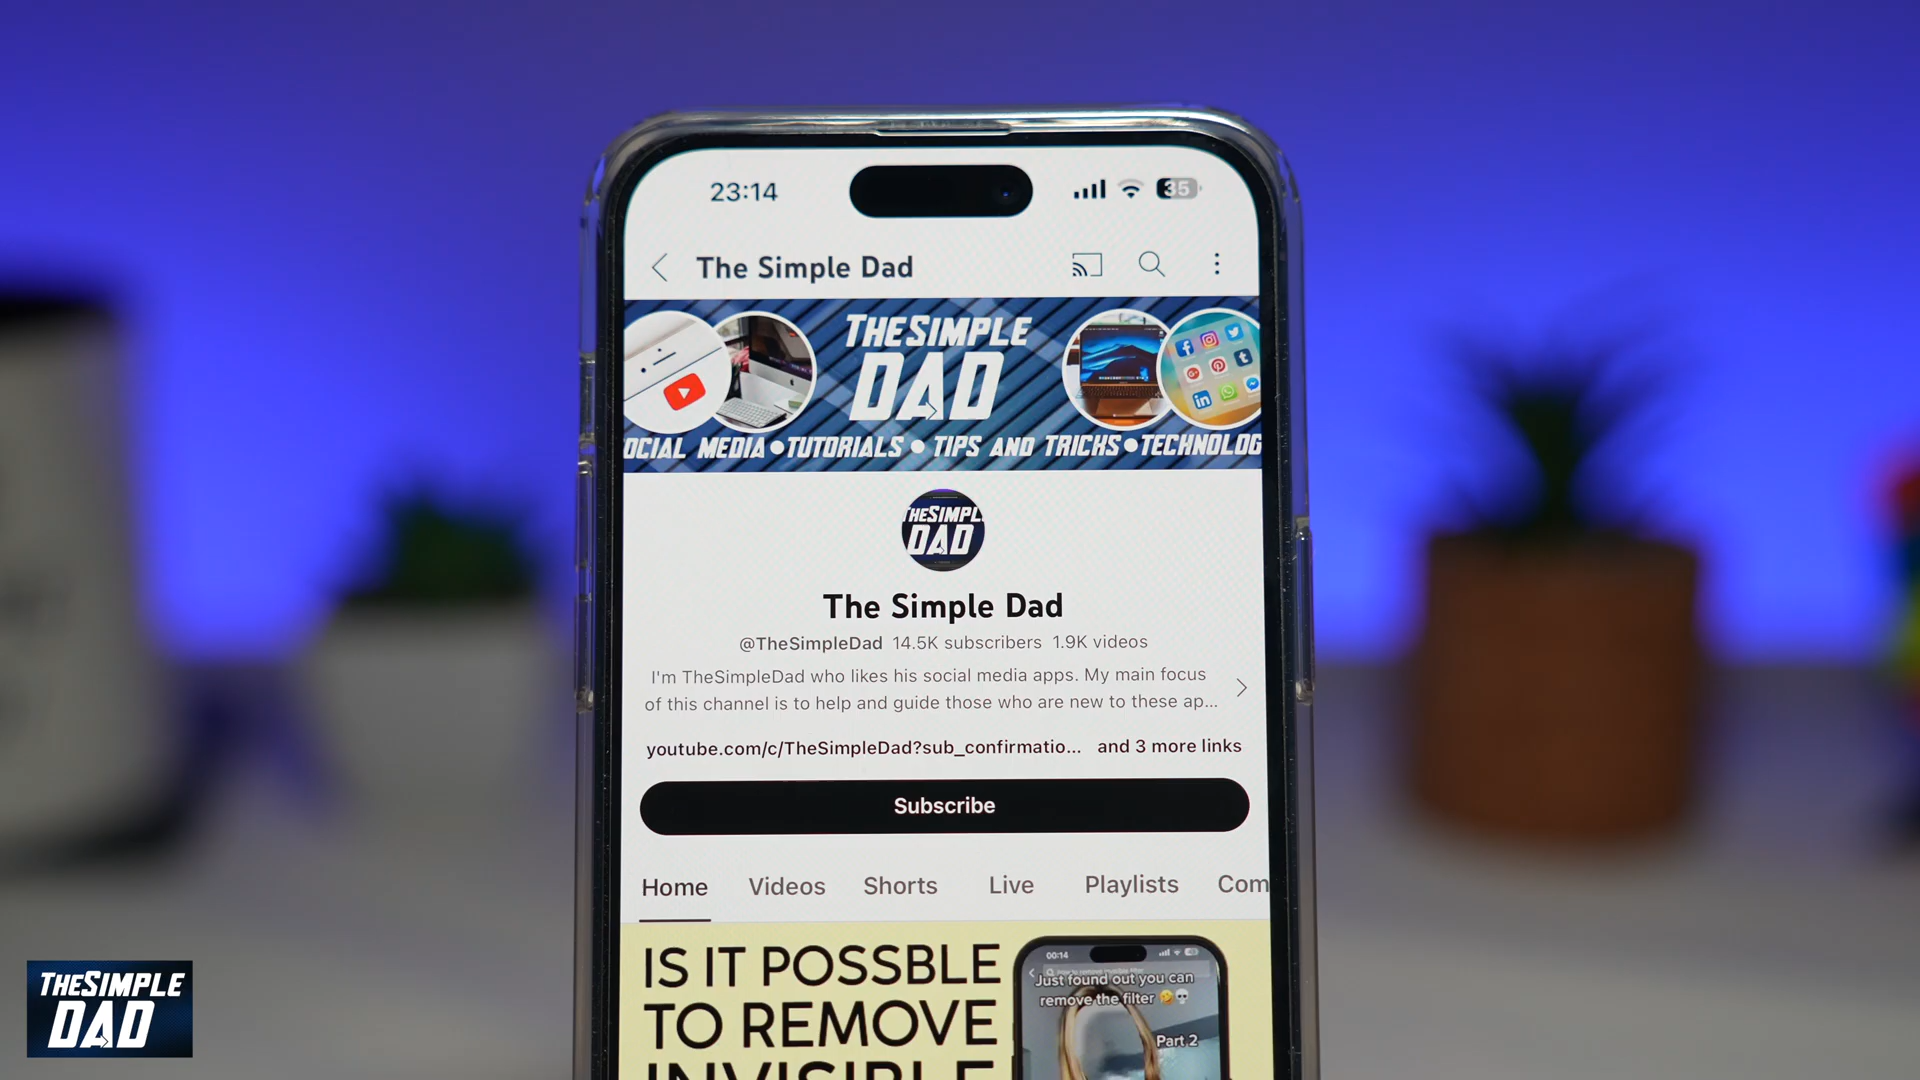 23:14
35
The Simple Dad
THESIMPLE
DAD
OCIAL MEDIA•TUTORIALS • TIPS AND TRICKS•TECHNOLOG
THESIMPL
DAD
The Simple Dad
@TheSimpleDad 14.5K subscribers 1.9K videos
I'm TheSimpleDad who likes his social media apps. My main focus
of this channel is to help and guide those who are new to these ap...
youtube.com/c/TheSimpleDad?sub_confirmatio... and 3 more links
Subscribe
Home Videos Shorts Live Playlists Com
IS IT POSSBLE
TO REMOVE
INVISIBLE
00:14
Just found out you can
remove the filter 🤣💀
Part 2
THESIMPLE
DAD